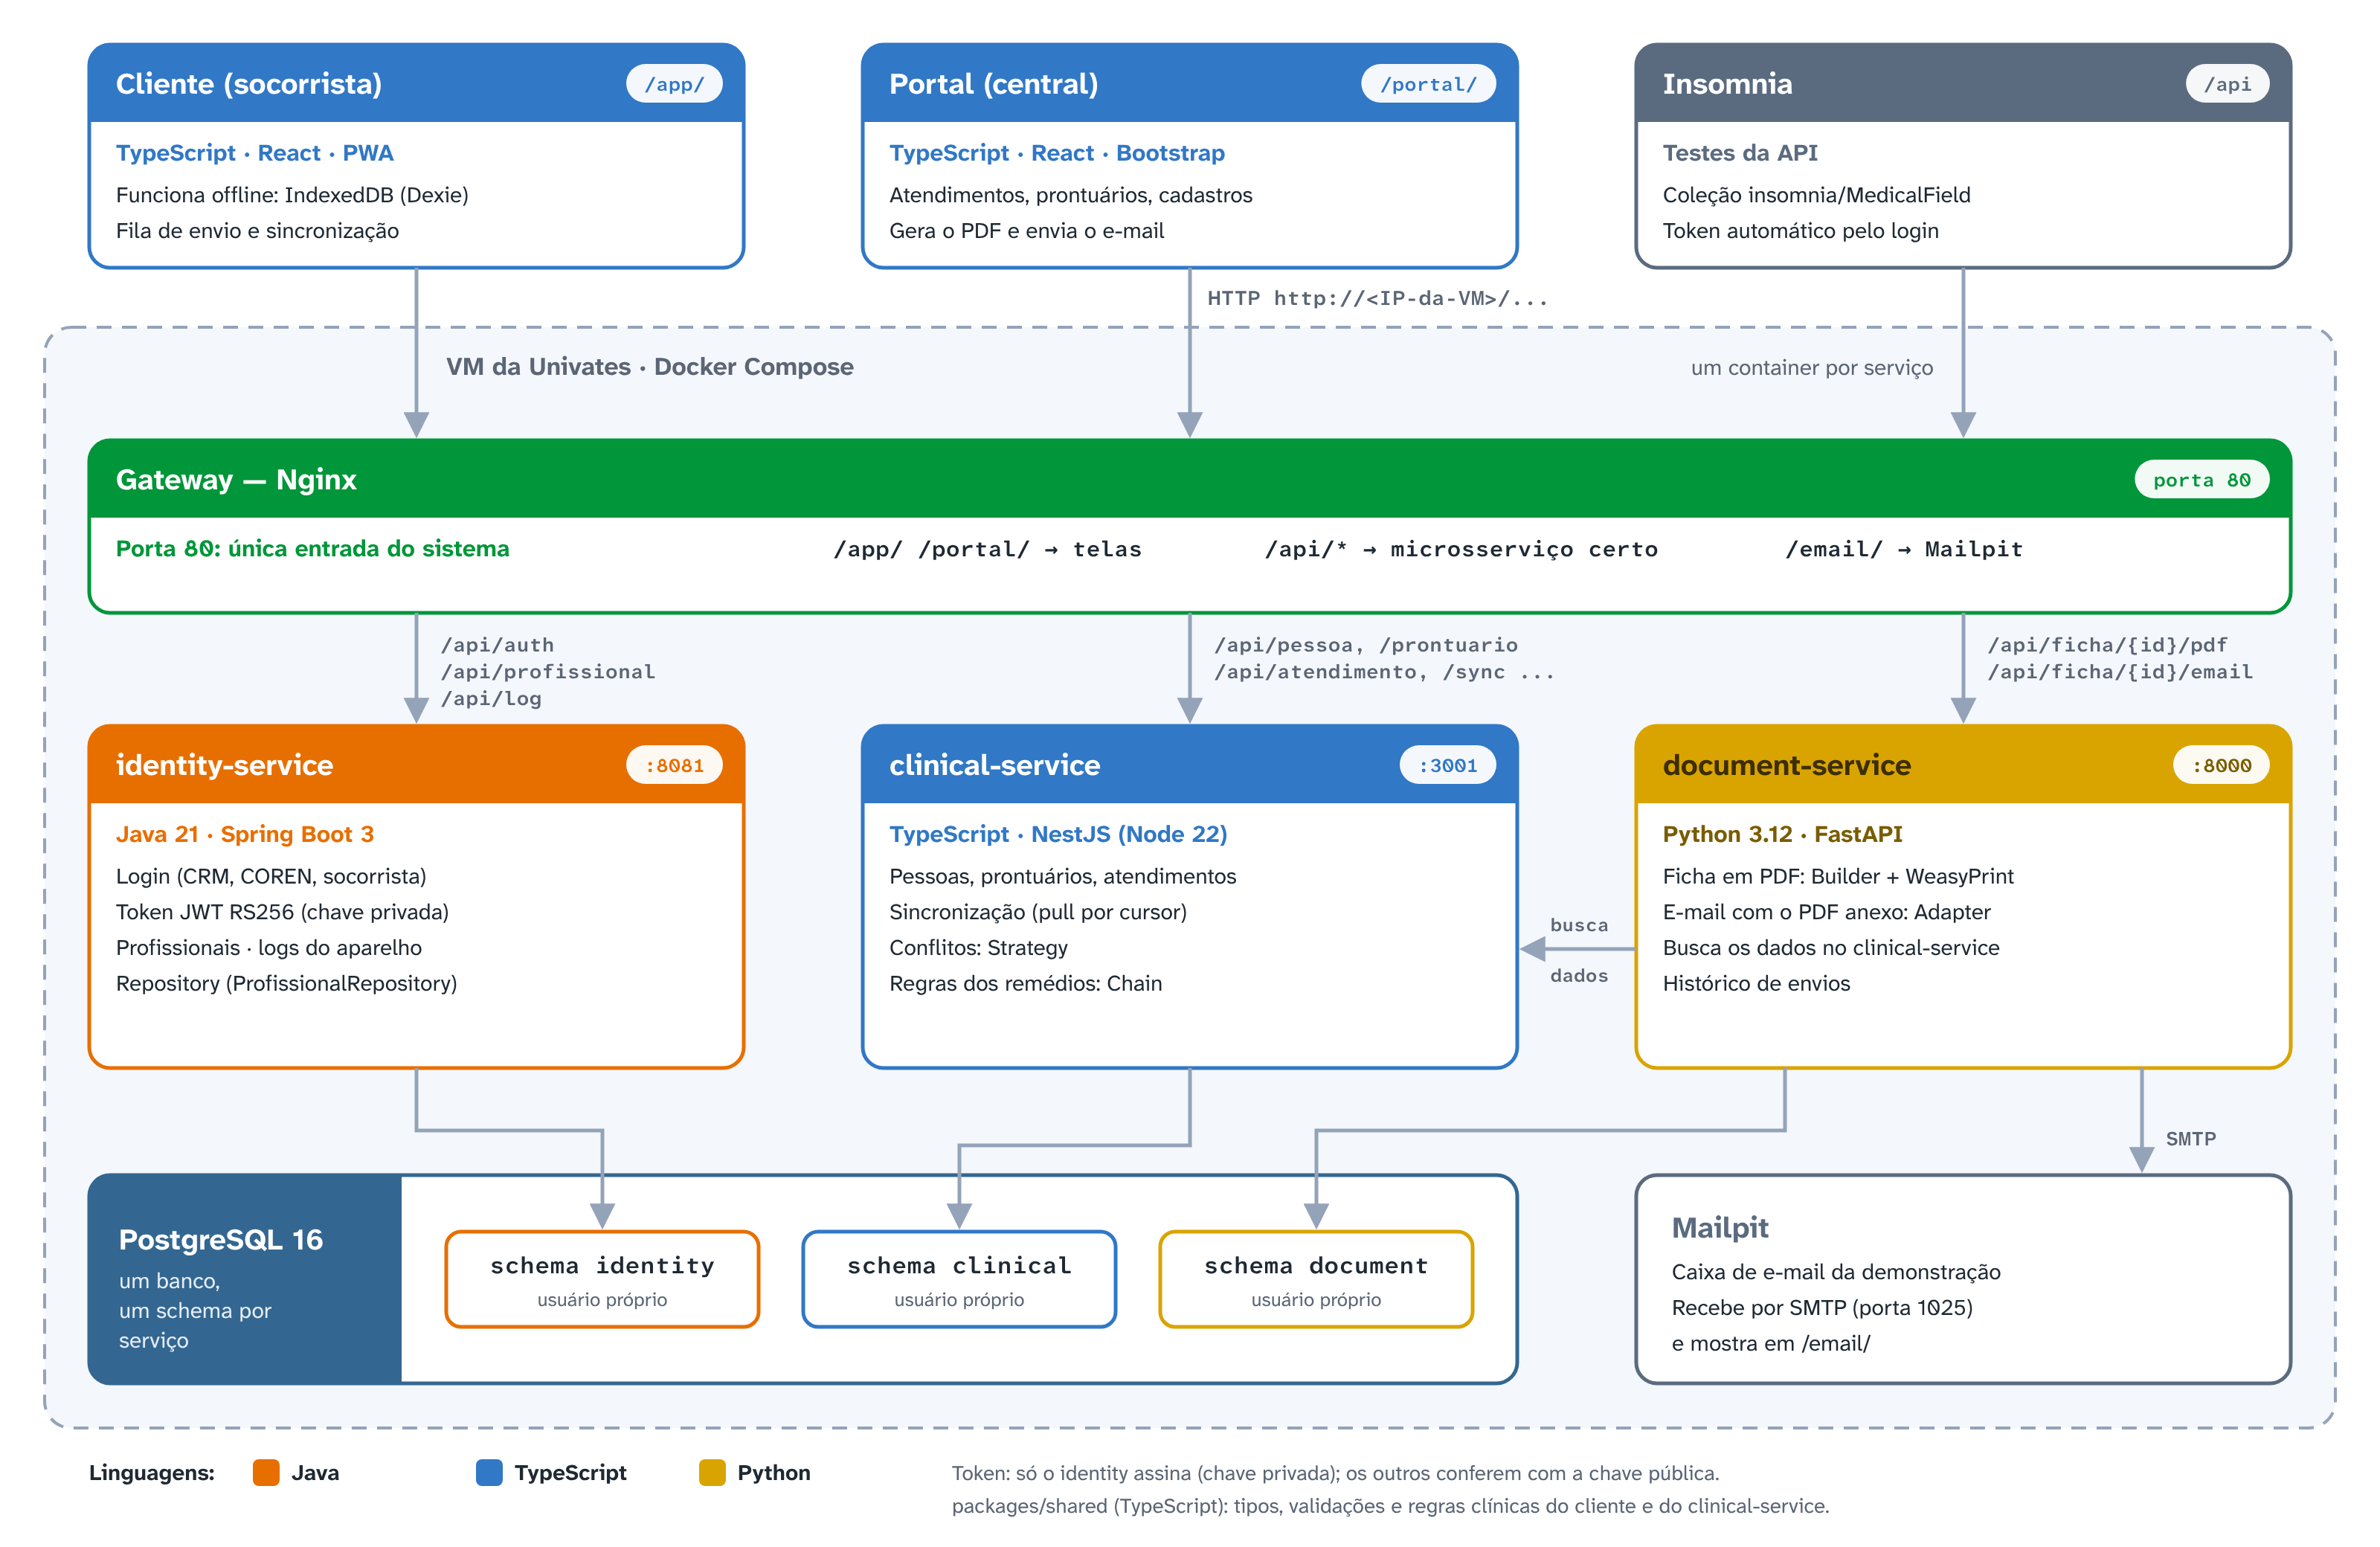 Cliente (socorrista)
/app/
TypeScript · React · PWA
Funciona offline: IndexedDB (Dexie)
Fila de envio e sincronização
Portal (central)
/portal/
TypeScript · React · Bootstrap
Atendimentos, prontuários, cadastros
Gera o PDF e envia o e-mail
Insomnia
/api
Testes da API
Coleção insomnia/MedicalField
Token automático pelo login
HTTP http://<IP-da-VM>/...
VM da Univates · Docker Compose
um container por serviço
Gateway — Nginx
porta 80
Porta 80: única entrada do sistema
/app/ /portal/ → telas
/api/* → microsserviço certo
/email/ → Mailpit
/api/auth
/api/profissional
/api/log
/api/pessoa, /prontuario
/api/atendimento, /sync ...
/api/ficha/{id}/pdf
/api/ficha/{id}/email
identity-service
:8081
Java 21 · Spring Boot 3
Login (CRM, COREN, socorrista)
Token JWT RS256 (chave privada)
Profissionais · logs do aparelho
Repository (ProfissionalRepository)
clinical-service
:3001
TypeScript · NestJS (Node 22)
Pessoas, prontuários, atendimentos
Sincronização (pull por cursor)
Conflitos: Strategy
Regras dos remédios: Chain
busca
dados
document-service
:8000
Python 3.12 · FastAPI
Ficha em PDF: Builder + WeasyPrint
E-mail com o PDF anexo: Adapter
Busca os dados no clinical-service
Histórico de envios
SMTP
PostgreSQL 16
um banco,
um schema por
serviço
schema identity
usuário próprio
schema clinical
usuário próprio
schema document
usuário próprio
Mailpit
Caixa de e-mail da demonstração
Recebe por SMTP (porta 1025)
e mostra em /email/
Linguagens:
Java
TypeScript
Python
Token: só o identity assina (chave privada); os outros conferem com a chave pública.
packages/shared (TypeScript): tipos, validações e regras clínicas do cliente e do clinical-service.